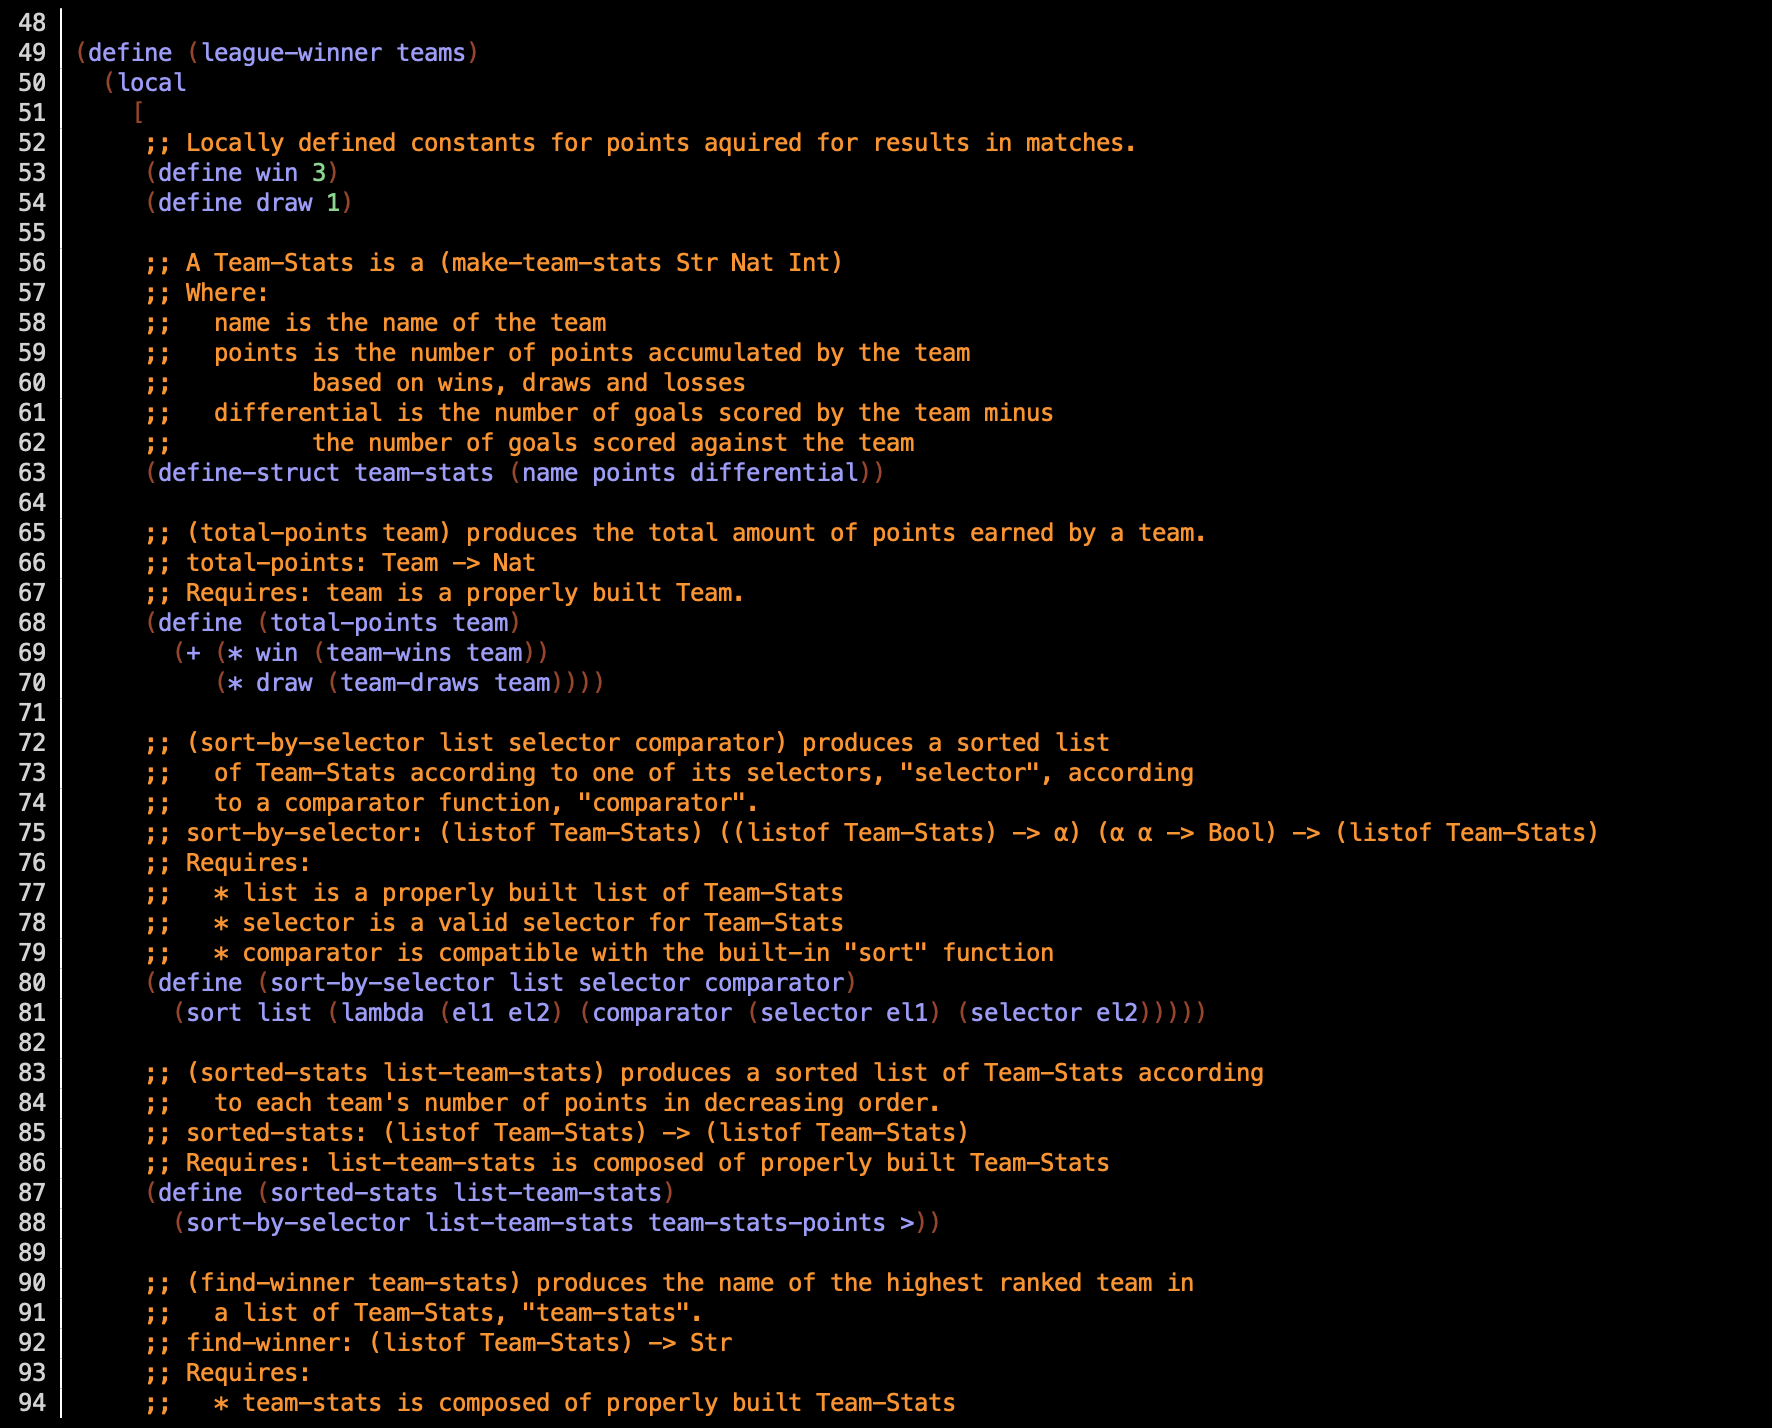 48
49 (define (league-winner teams)
50   (local
51     [
52      ;; Locally defined constants for points aquired for results in matches.
53      (define win 3)
54      (define draw 1)
55
56      ;; A Team-Stats is a (make-team-stats Str Nat Int)
57      ;; Where:
58      ;;   name is the name of the team
59      ;;   points is the number of points accumulated by the team
60      ;;          based on wins, draws and losses
61      ;;   differential is the number of goals scored by the team minus
62      ;;          the number of goals scored against the team
63      (define-struct team-stats (name points differential))
64
65      ;; (total-points team) produces the total amount of points earned by a team.
66      ;; total-points: Team -> Nat
67      ;; Requires: team is a properly built Team.
68      (define (total-points team)
69        (+ (* win (team-wins team))
70           (* draw (team-draws team))))
71
72      ;; (sort-by-selector list selector comparator) produces a sorted list
73      ;;   of Team-Stats according to one of its selectors, "selector", according
74      ;;   to a comparator function, "comparator".
75      ;; sort-by-selector: (listof Team-Stats) ((listof Team-Stats) -> α) (α α -> Bool) -> (listof Team-Stats)
76      ;; Requires:
77      ;;   * list is a properly built list of Team-Stats
78      ;;   * selector is a valid selector for Team-Stats
79      ;;   * comparator is compatible with the built-in "sort" function
80      (define (sort-by-selector list selector comparator)
81        (sort list (lambda (el1 el2) (comparator (selector el1) (selector el2)))))
82
83      ;; (sorted-stats list-team-stats) produces a sorted list of Team-Stats according
84      ;;   to each team's number of points in decreasing order.
85      ;; sorted-stats: (listof Team-Stats) -> (listof Team-Stats)
86      ;; Requires: list-team-stats is composed of properly built Team-Stats
87      (define (sorted-stats list-team-stats)
88        (sort-by-selector list-team-stats team-stats-points >))
89
90      ;; (find-winner team-stats) produces the name of the highest ranked team in
91      ;;   a list of Team-Stats, "team-stats".
92      ;; find-winner: (listof Team-Stats) -> Str
93      ;; Requires:
94      ;;   * team-stats is composed of properly built Team-Stats